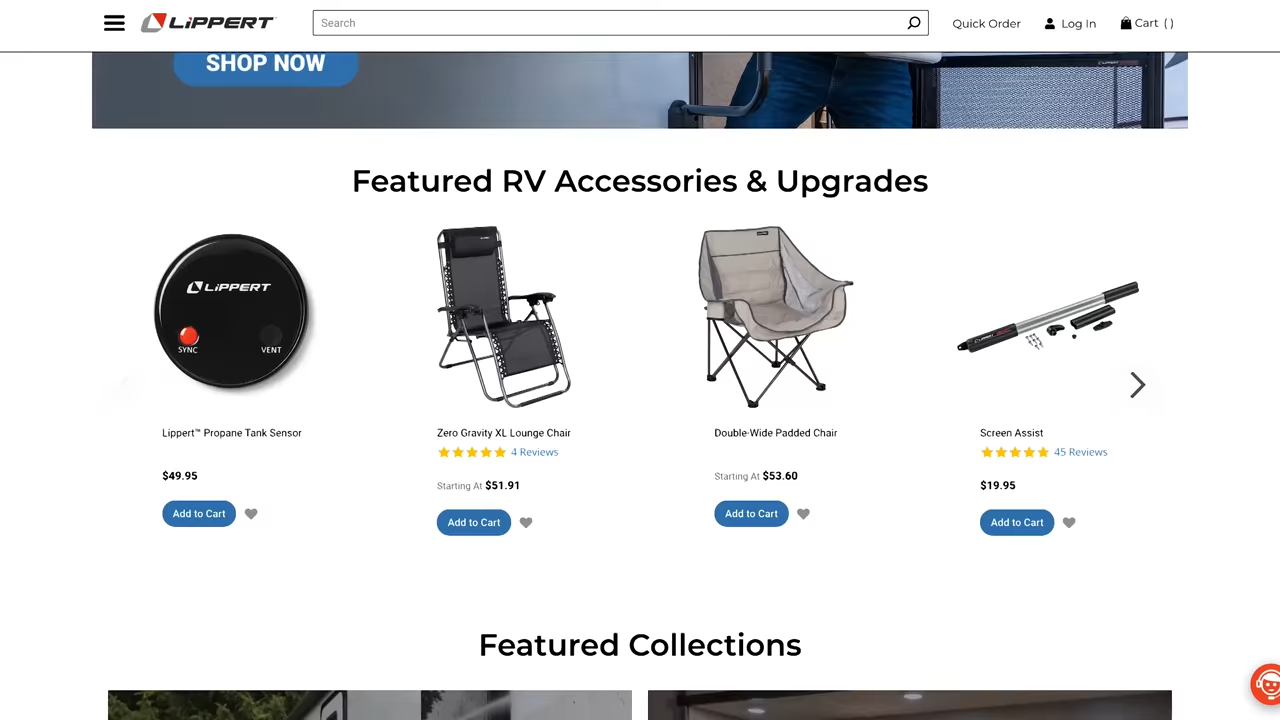 LIPPERT
Search
Quick Order
Log In
Cart ( )
SHOP NOW
Featured RV Accessories & Upgrades
LIPPERT
SYNC
VENT
Lippert™ Propane Tank Sensor
$49.95
Add to Cart
Zero Gravity XL Lounge Chair
4 Reviews
Starting At $51.91
Add to Cart
Double-Wide Padded Chair
Starting At $53.60
Add to Cart
Screen Assist
45 Reviews
$19.95
Add to Cart
Featured Collections